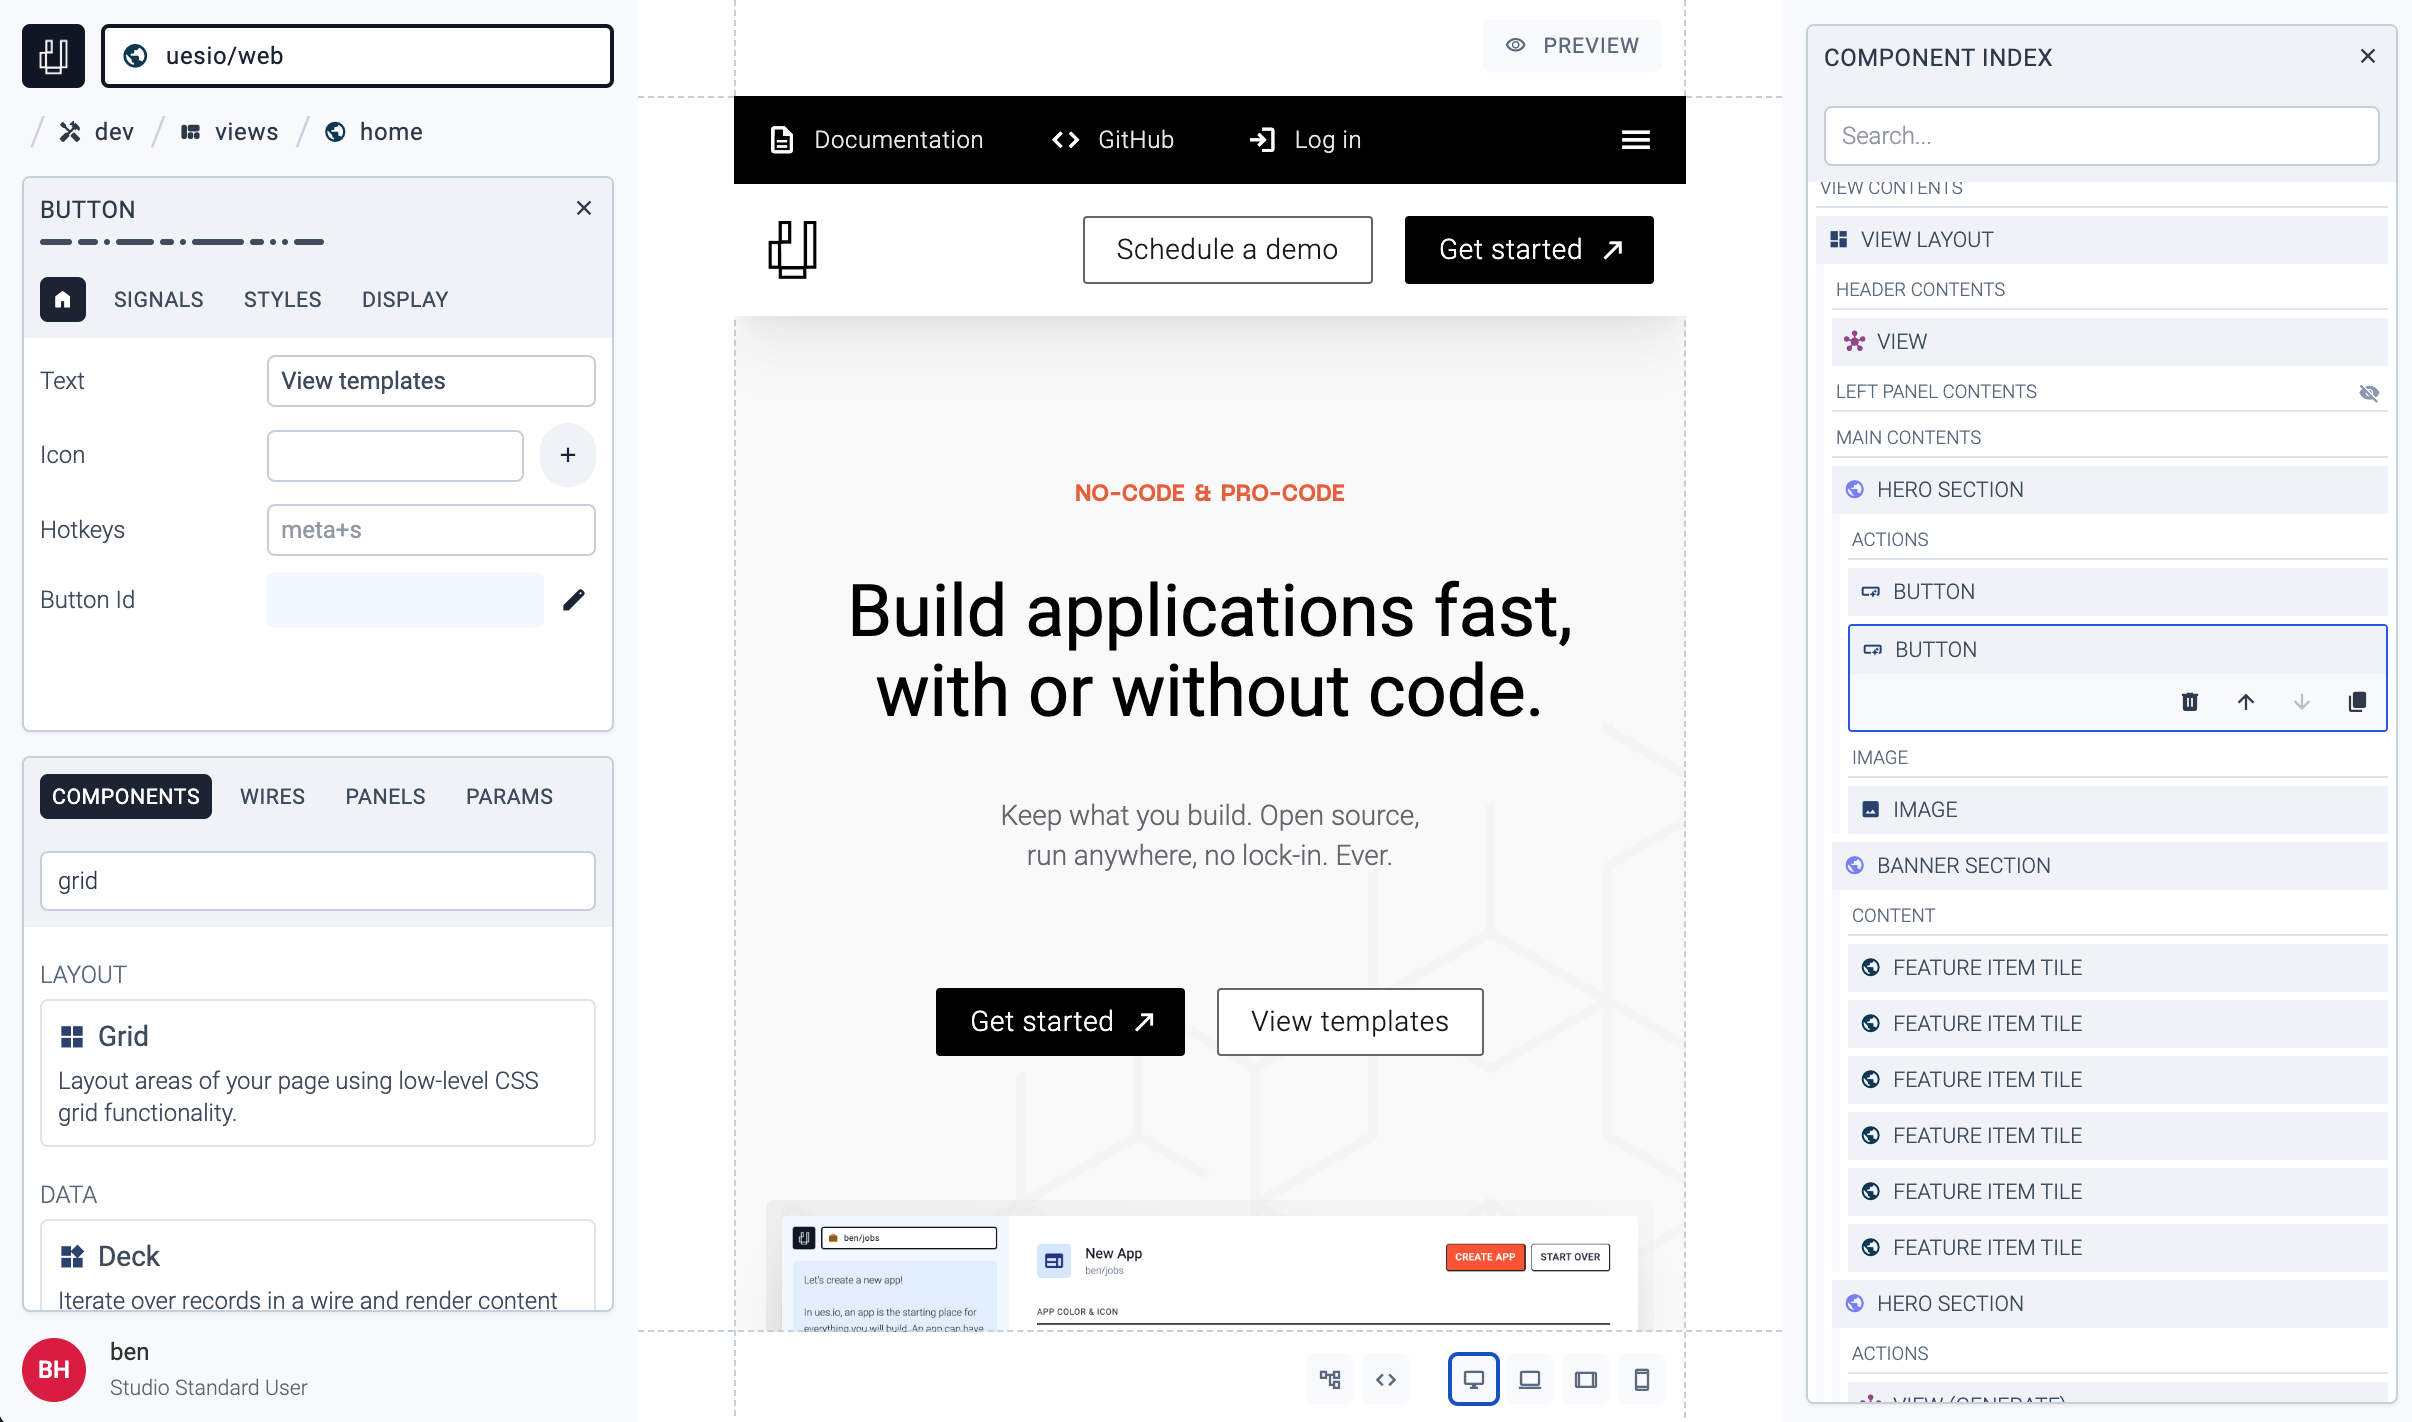 uesio/web
dev
views
home
BUTTON
SIGNALS
STYLES
DISPLAY
Text
View templates
Icon
Hotkeys
meta+s
Button Id
COMPONENTS
WIRES
PANELS
PARAMS
grid
LAYOUT
Grid
Layout areas of your page using low-level CSS
grid functionality.
DATA
Deck
Iterate over records in a wire and render content
BH
ben
Studio Standard User
PREVIEW
Documentation
GitHub
Log in
Schedule a demo
Get started
NO-CODE & PRO-CODE
Build applications fast,
with or without code.
Keep what you build. Open source,
run anywhere, no lock-in. Ever.
Get started
View templates
ben/jobs
Let's create a new app!
In ues.io, an app is the starting place for
everything you will build. An app can have
New App
ben/jobs
CREATE APP
START OVER
APP COLOR & ICON
COMPONENT INDEX
Search...
VIEW CONTENTS
VIEW LAYOUT
HEADER CONTENTS
VIEW
LEFT PANEL CONTENTS
MAIN CONTENTS
HERO SECTION
ACTIONS
BUTTON
BUTTON
IMAGE
IMAGE
BANNER SECTION
CONTENT
FEATURE ITEM TILE
FEATURE ITEM TILE
FEATURE ITEM TILE
FEATURE ITEM TILE
FEATURE ITEM TILE
FEATURE ITEM TILE
HERO SECTION
ACTIONS
VIEW (GENERATE)